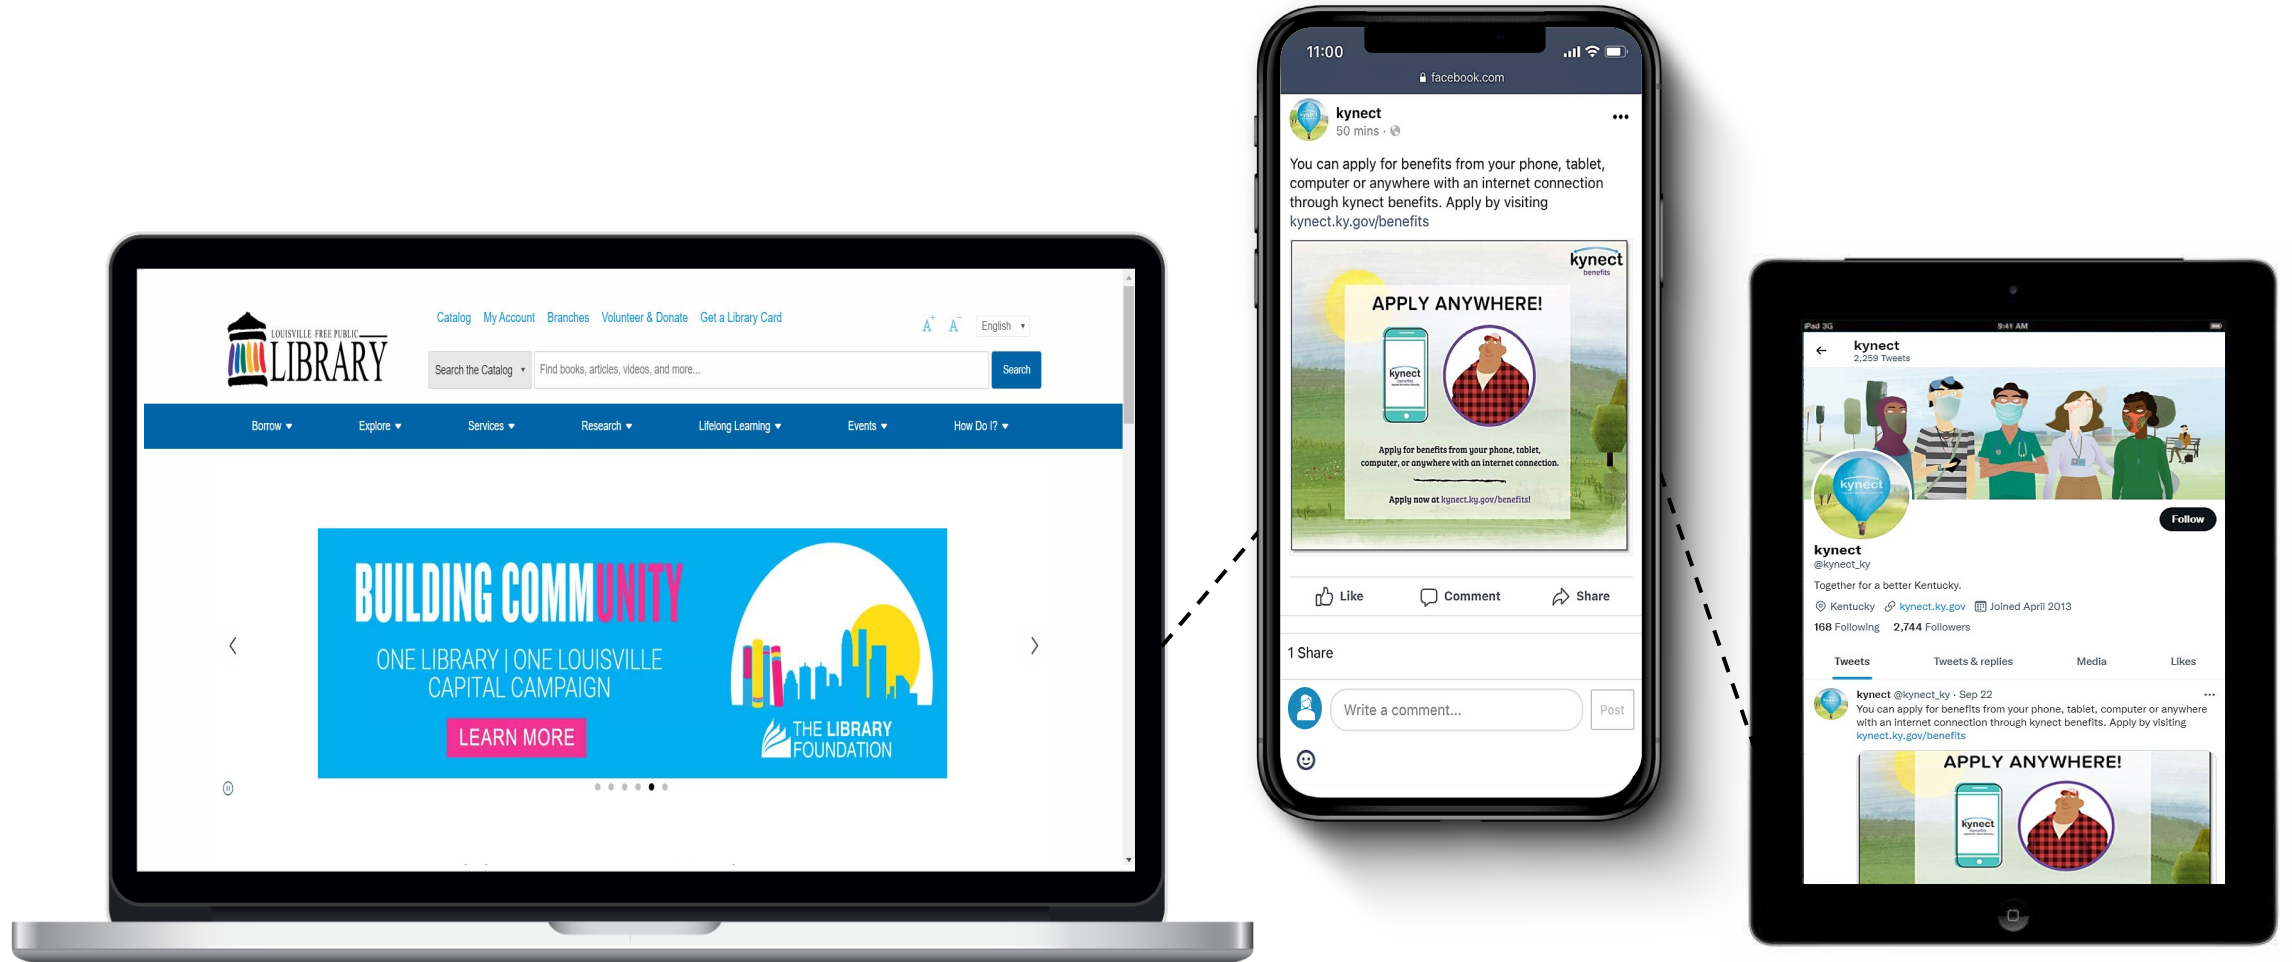 LOUISVILLE FREE PUBLIC
LIBRARY
Catalog My Account Branches Volunteer & Donate Get a Library Card
A+ A- English
Search the Catalog Find books, articles, videos, and more... Search
Borrow Explore Services Research Lifelong Learning Events How Do I?
BUILDING COMMUNITY
ONE LIBRARY | ONE LOUISVILLE
CAPITAL CAMPAIGN
LEARN MORE
THE LIBRARY
FOUNDATION
11:00
facebook.com
kynect
50 mins ·
You can apply for benefits from your phone, tablet,
computer or anywhere with an internet connection
through kynect benefits. Apply by visiting
kynect.ky.gov/benefits
kynect
benefits
APPLY ANYWHERE!
kynect
benefits
Apply for benefits from your phone, tablet,
computer, or anywhere with an internet connection.
Apply now at kynect.ky.gov/benefits!
Like Comment Share
1 Share
Write a comment... Post
iPad 3G 9:41 AM
kynect
2,259 Tweets
kynect
Follow
kynect
@kynect_ky
Together for a better Kentucky.
Kentucky kynect.ky.gov Joined April 2013
168 Following 2,744 Followers
Tweets Tweets & replies Media Likes
kynect @kynect_ky · Sep 22
You can apply for benefits from your phone, tablet, computer or anywhere
with an internet connection through kynect benefits. Apply by visiting
kynect.ky.gov/benefits
APPLY ANYWHERE!
kynect
benefits